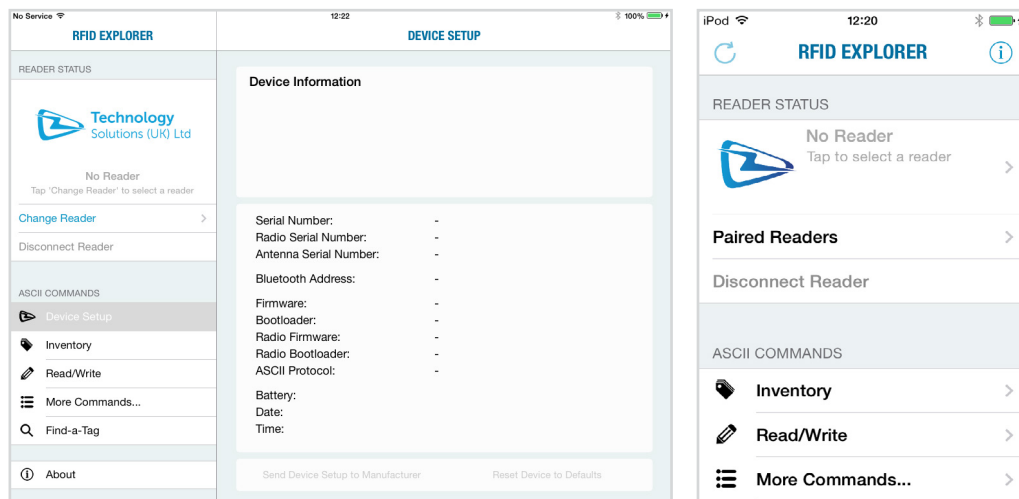 No Service 12:22 100%
RFID EXPLORER DEVICE SETUP
READER STATUS
Technology
Solutions (UK) Ltd
No Reader
Tap 'Change Reader' to select a reader
Change Reader
Disconnect Reader
ASCII COMMANDS
Device Setup
Inventory
Read/Write
More Commands...
Find-a-Tag
About
Device Information
Serial Number: -
Radio Serial Number: -
Antenna Serial Number: -
Bluetooth Address: -
Firmware: -
Bootloader: -
Radio Firmware: -
Radio Bootloader: -
ASCII Protocol: -
Battery:
Date:
Time:
Send Device Setup to Manufacturer Reset Device to Defaults
iPod 12:20
RFID EXPLORER
READER STATUS
No Reader
Tap to select a reader
Paired Readers
Disconnect Reader
ASCII COMMANDS
Inventory
Read/Write
More Commands...